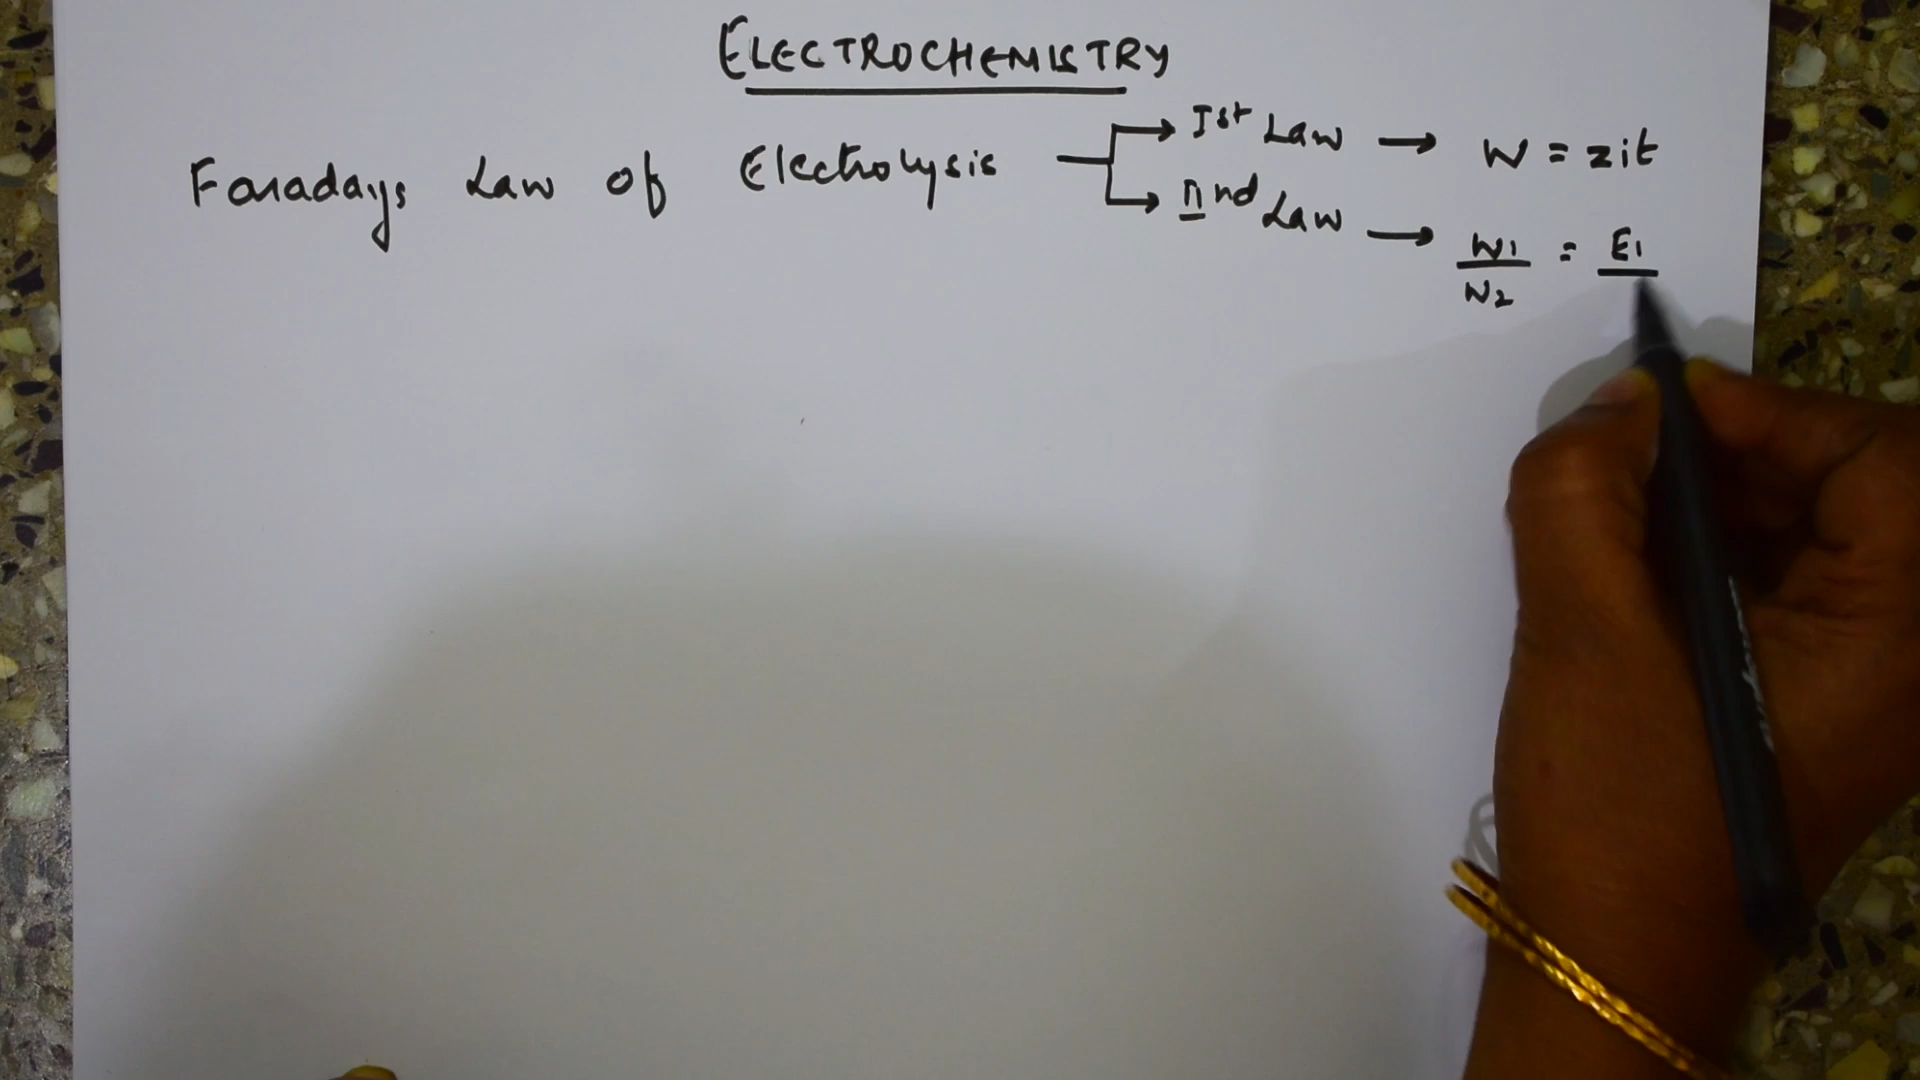 ELECTROCHEMISTRY
Faradays Law of Electrolysis
Ist Law → W = zit
IInd Law → W1/W2 = E1